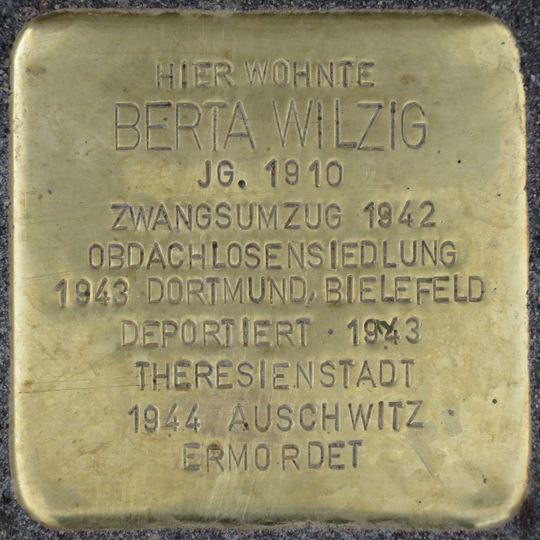 HIER WOHNTE
BERTA WILZIG
JG. 1910
ZWANGSUMZUG 1942
OBDACHLOSENSIEDLUNG
1943 DORTMUND, BIELEFELD
DEPORTIERT · 1943
THERESIENSTADT
1944 AUSCHWITZ
ERMORDET